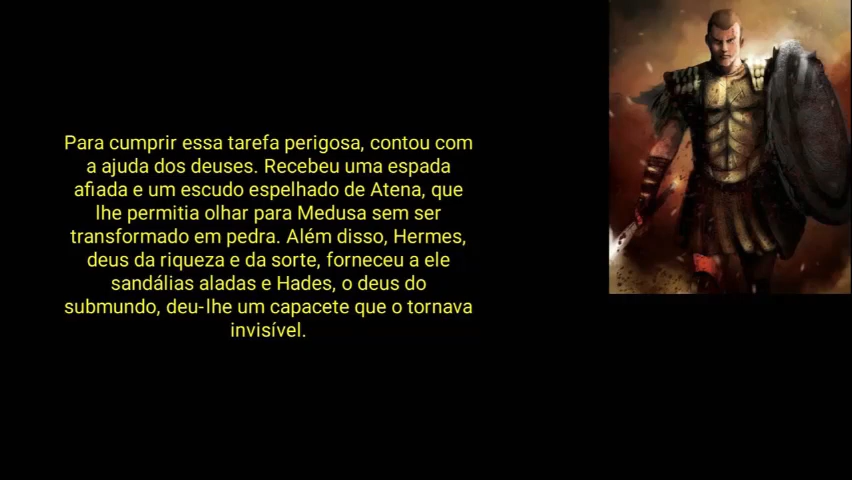 Para cumprir essa tarefa perigosa, contou com
a ajuda dos deuses. Recebeu uma espada
afiada e um escudo espelhado de Atena, que
lhe permitia olhar para Medusa sem ser
transformado em pedra. Além disso, Hermes,
deus da riqueza e da sorte, forneceu a ele
sandálias aladas e Hades, o deus do
submundo, deu-lhe um capacete que o tornava
invisível.